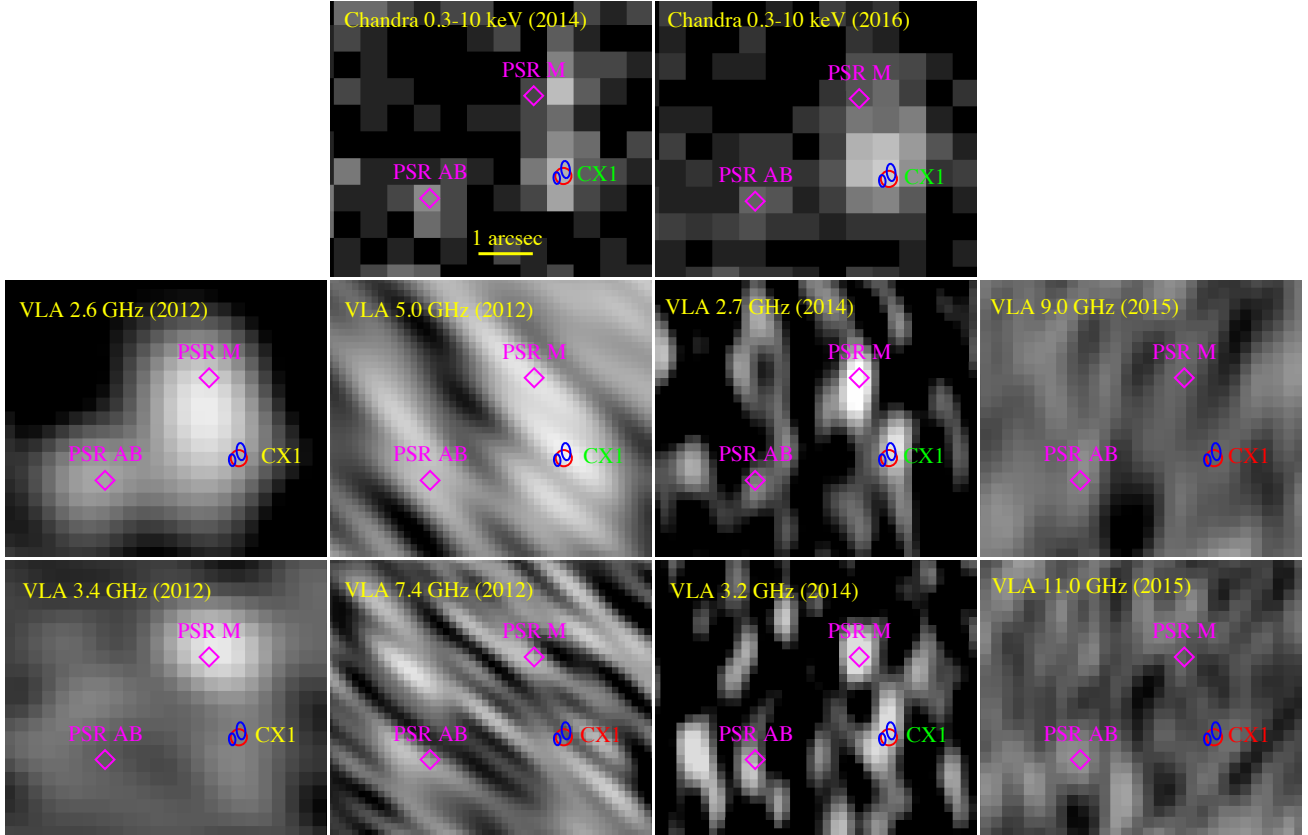 Chandra 0.3-10 keV (2014)
PSR M
PSR AB
CX1
1 arcsec
Chandra 0.3-10 keV (2016)
PSR M
PSR AB
CX1
VLA 2.6 GHz (2012)
PSR M
PSR AB
CX1
VLA 5.0 GHz (2012)
PSR M
PSR AB
CX1
VLA 2.7 GHz (2014)
PSR M
PSR AB
CX1
VLA 9.0 GHz (2015)
PSR M
PSR AB
CX1
VLA 3.4 GHz (2012)
PSR M
PSR AB
CX1
VLA 7.4 GHz (2012)
PSR M
PSR AB
CX1
VLA 3.2 GHz (2014)
PSR M
PSR AB
CX1
VLA 11.0 GHz (2015)
PSR M
PSR AB
CX1